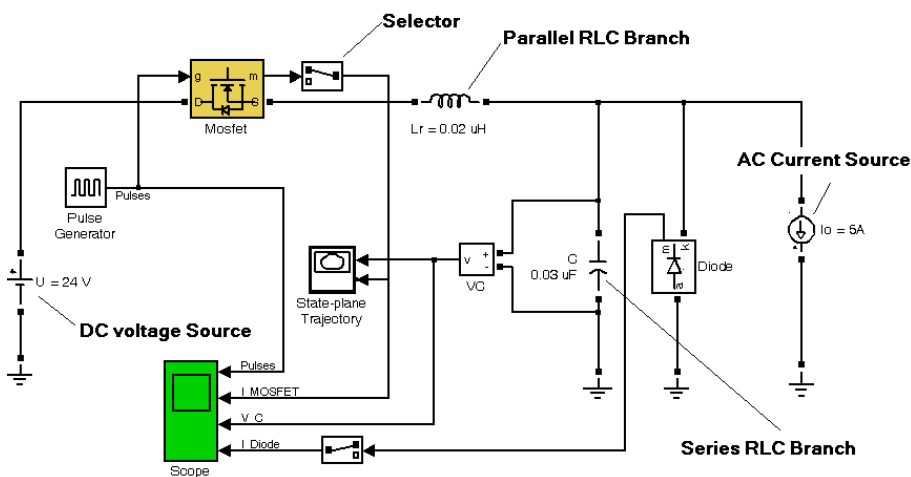 Selector
Parallel RLC Branch
g
m
D
S
Mosfet
Lr = 0.02 uH
AC Current Source
Pulses
Pulse
Generator
Io = 5A
+
U = 24 V
v
+
-
VC
C
0.03 uF
m
k
a
Diode
State-plane
Trajectory
DC voltage Source
Pulses
I MOSFET
V C
I Diode
Scope
Series RLC Branch